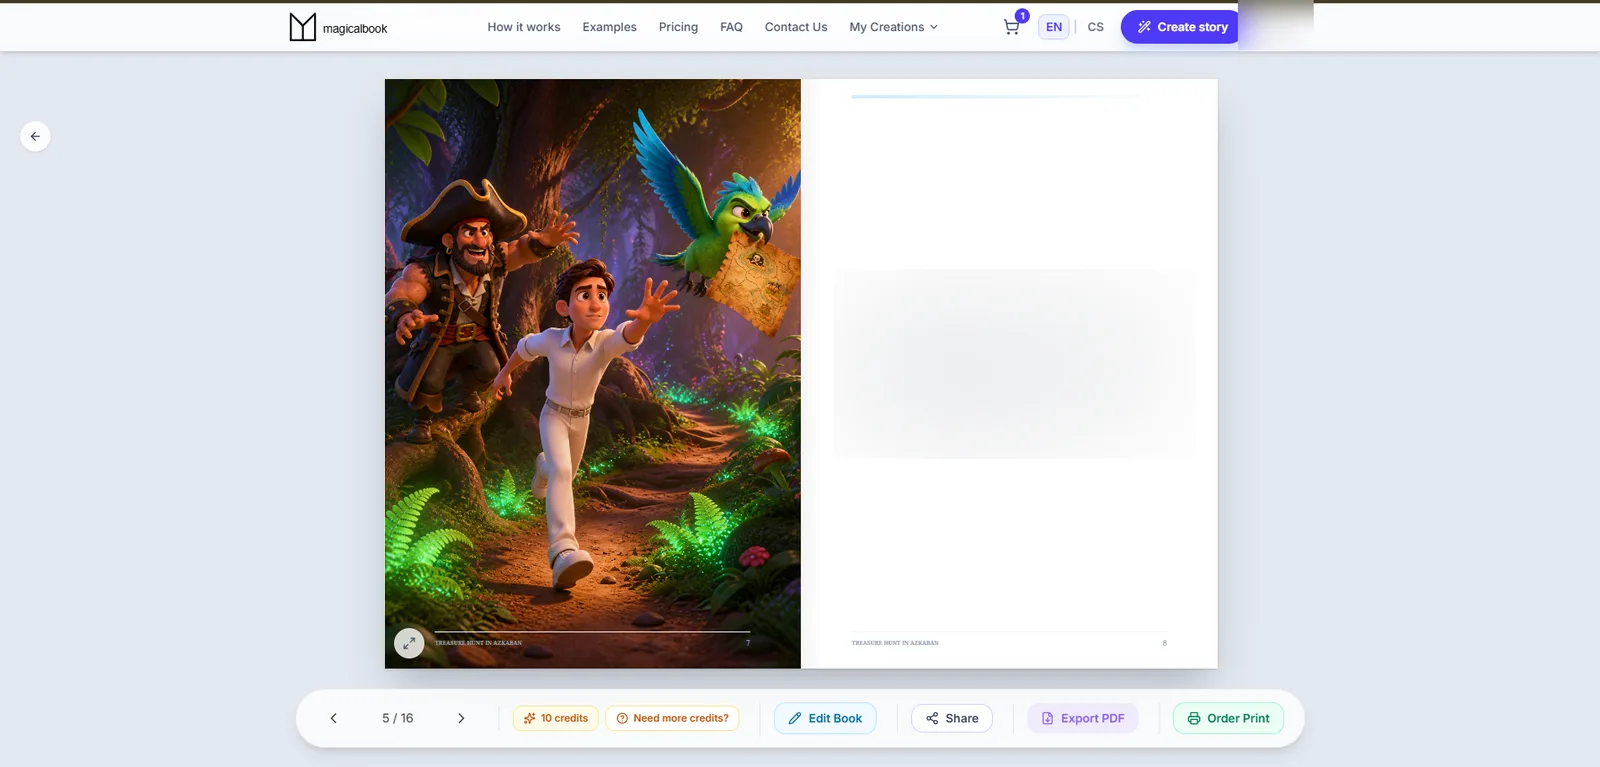 magicalbook
How it works
Examples
Pricing
FAQ
Contact Us
My Creations
1
EN
CS
Create story
TREASURE HUNT IN AZKABAN
7
TREASURE HUNT IN AZKABAN
8
5 / 16
10 credits
Need more credits?
Edit Book
Share
Export PDF
Order Print